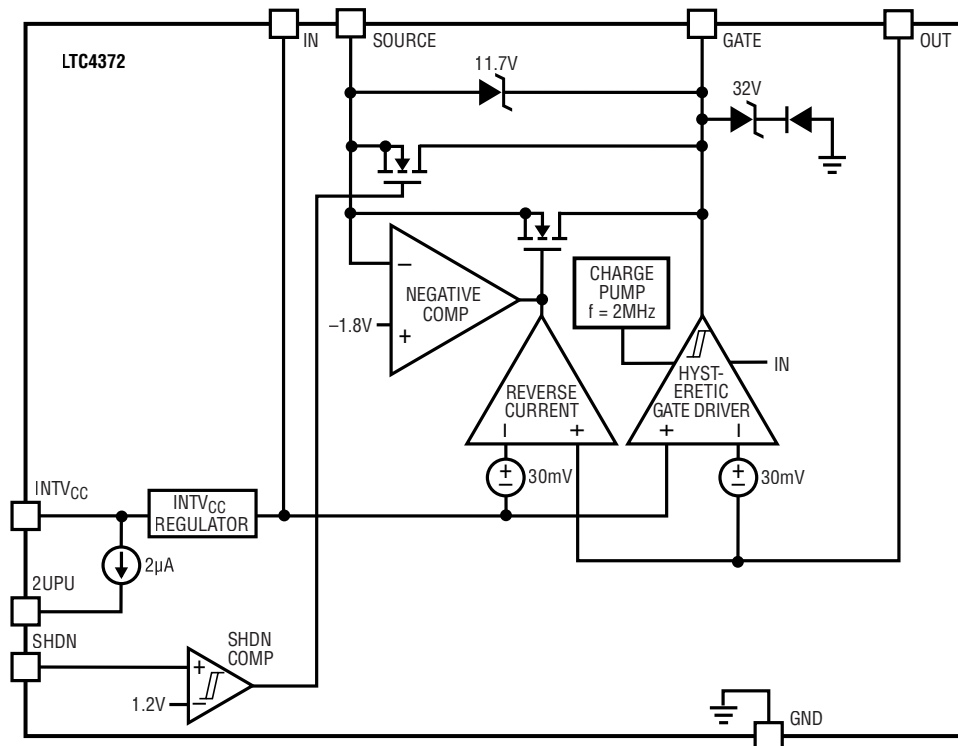 LTC4372
IN
SOURCE
GATE
OUT
11.7V
32V
NEGATIVE
COMP
–
+
–1.8V
CHARGE
PUMP
f = 2MHz
IN
REVERSE
CURRENT
–
+
HYST-
ERETIC
GATE DRIVER
+
–
+
–
30mV
+
–
30mV
INTVCC
INTVCC
REGULATOR
2µA
2UPU
SHDN
SHDN
COMP
+
–
1.2V
GND